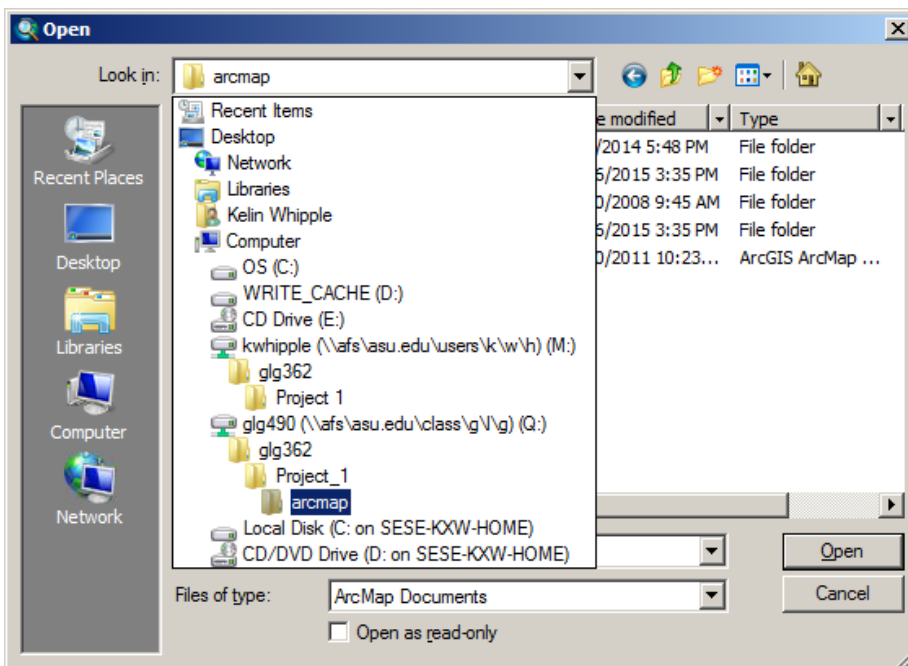 Open
Look in: arcmap
Recent Items
Desktop
Network
Libraries
Kelin Whipple
Computer
OS (C:)
WRITE_CACHE (D:)
CD Drive (E:)
kwhipple (\\afs\asu.edu\users\k\w\h) (M:)
glg362
Project 1
glg490 (\\afs\asu.edu\class\g\l\g) (Q:)
glg362
Project_1
arcmap
Local Disk (C: on SESE-KXW-HOME)
CD/DVD Drive (D: on SESE-KXW-HOME)
Recent Places
Desktop
Libraries
Computer
Network
e modified Type
/2014 5:48 PM File folder
6/2015 3:35 PM File folder
0/2008 9:45 AM File folder
6/2015 3:35 PM File folder
0/2011 10:23... ArcGIS ArcMap ...
Open
Files of type: ArcMap Documents
Cancel
Open as read-only